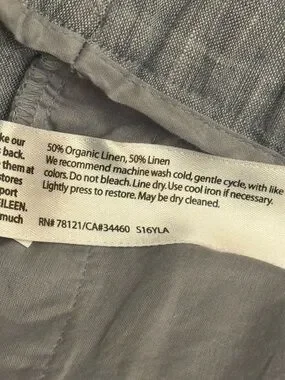 ke our
s back.
them at
stores
port
EILEEN.
much
50% Organic Linen, 50% Linen
We recommend machine wash cold, gentle cycle, with like
colors. Do not bleach. Line dry. Use cool iron if necessary.
Lightly press to restore. May be dry cleaned.
RN# 78121/CA#34460 S16YLA